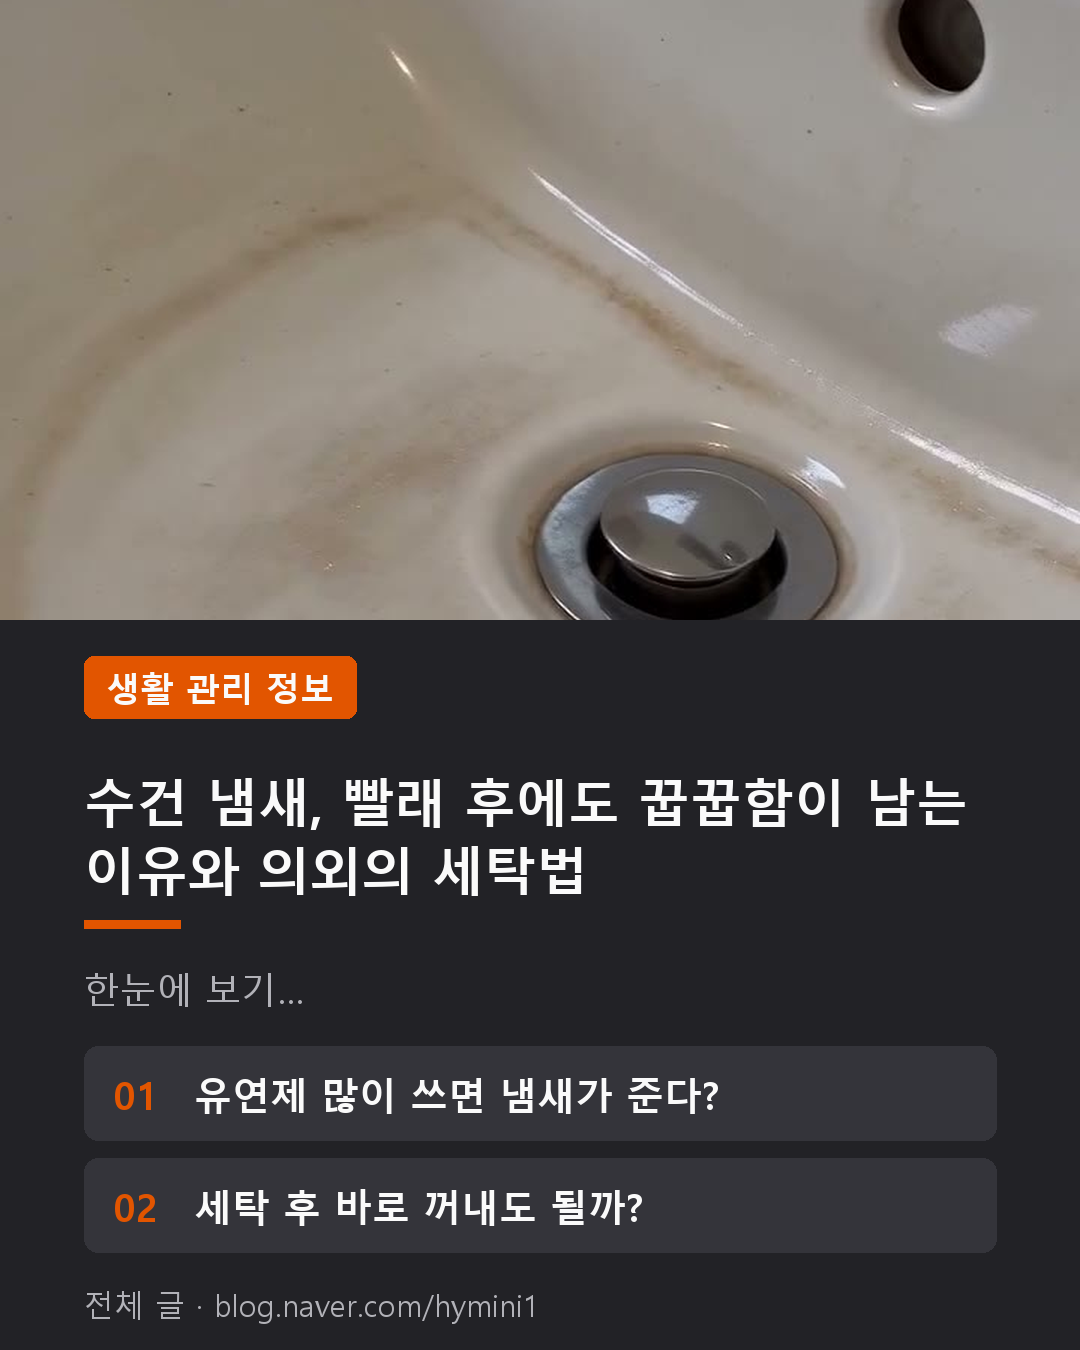 생활 관리 정보
수건 냄새, 빨래 후에도 꿉꿉함이 남는
이유와 의외의 세탁법
한눈에 보기...
01 유연제 많이 쓰면 냄새가 준다?
02 세탁 후 바로 꺼내도 될까?
전체 글 · blog.naver.com/hymini1